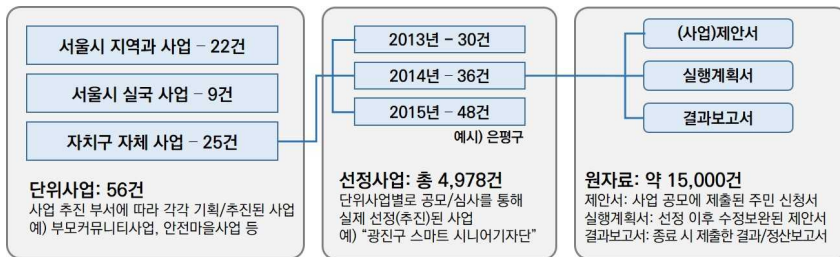 서울시 지역과 사업 – 22건
서울시 실국 사업 – 9건
자치구 자체 사업 – 25건
단위사업: 56건
사업 추진 부서에 따라 각각 기획/추진된 사업
예) 부모커뮤니티사업, 안전마을사업 등
2013년 – 30건
2014년 - 36건
2015년 – 48건
예시) 은평구
선정사업: 총 4,978건
단위사업별로 공모/심사를 통해
실제 선정(추진)된 사업
예) “광진구 스마트 시니어기자단”
(사업)제안서
실행계획서
결과보고서
원자료: 약 15,000건
제안서: 사업 공모에 제출된 주민 신청서
실행계획서: 선정 이후 수정보완된 제안서
결과보고서: 종료 시 제출한 결과/정산보고서